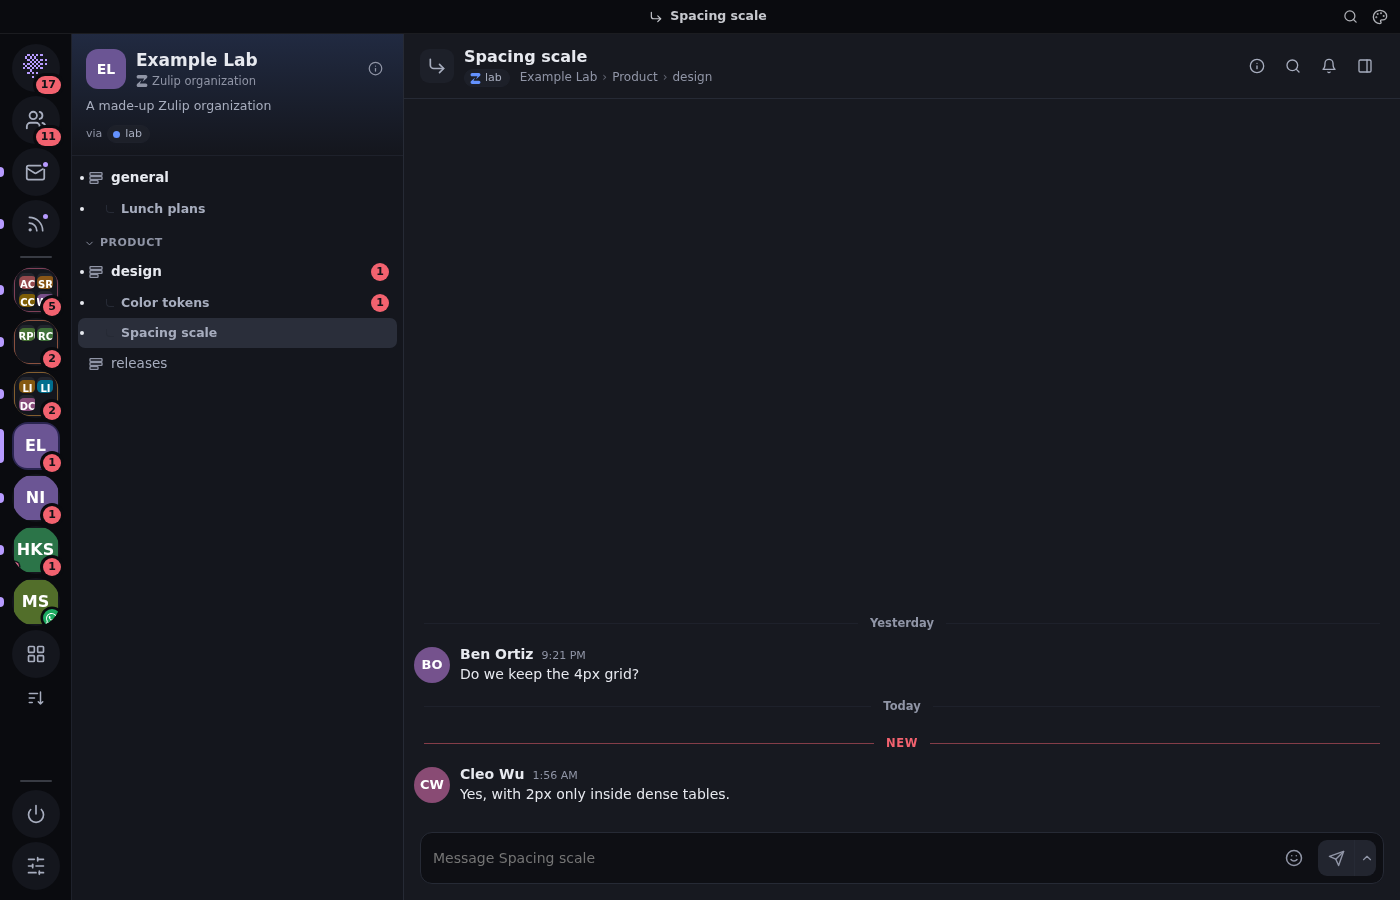 Spacing scale
17
11
AC SR
CC
5
RP RC
2
LI LI
DC
2
EL
1
NI
1
HKS
1
MS
EL
Example Lab
Zulip organization
A made-up Zulip organization
via lab
general
Lunch plans
PRODUCT
design 1
Color tokens 1
Spacing scale
releases
Spacing scale
lab Example Lab › Product › design
Yesterday
BO
Ben Ortiz 9:21 PM
Do we keep the 4px grid?
Today
NEW
CW
Cleo Wu 1:56 AM
Yes, with 2px only inside dense tables.
Message Spacing scale